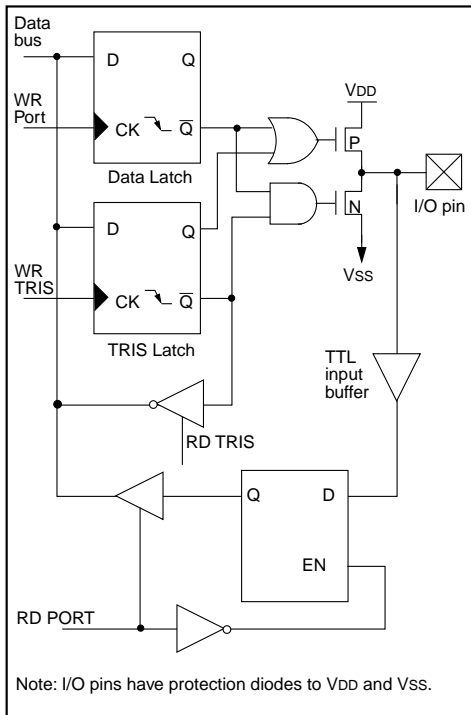 Data
bus
D
Q
WR
Port
CK
Q̅
Data Latch
VDD
P
N
I/O pin
VSS
D
Q
WR
TRIS
CK
Q̅
TRIS Latch
TTL
input
buffer
RD TRIS
Q
D
EN
RD PORT
Note: I/O pins have protection diodes to VDD and VSS.